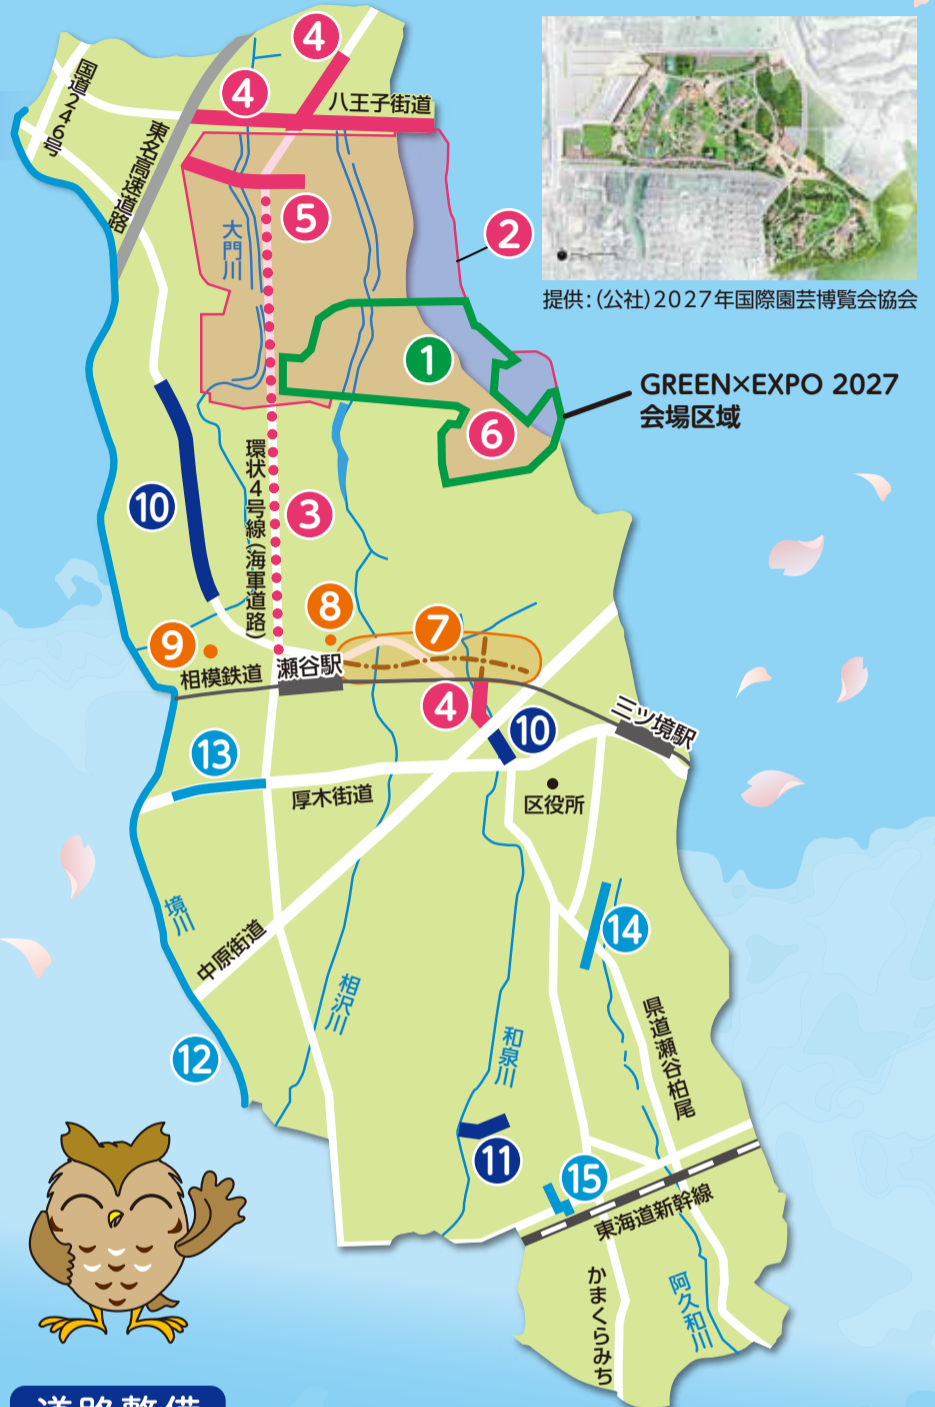 4
4
国道246号
八王子街道
東名高速道路
5
大門川
2
提供：（公社）2027年国際園芸博覧会協会
1
GREEN×EXPO 2027
会場区域
6
10
環状4号線（海軍道路）
3
8
7
9
相模鉄道
瀬谷駅
4
10
三ツ境駅
13
厚木街道
区役所
境川
中原街道
14
相沢川
県道瀬谷柏尾
和泉川
12
11
15
東海道新幹線
かまくらみち
阿久和川
道路整備